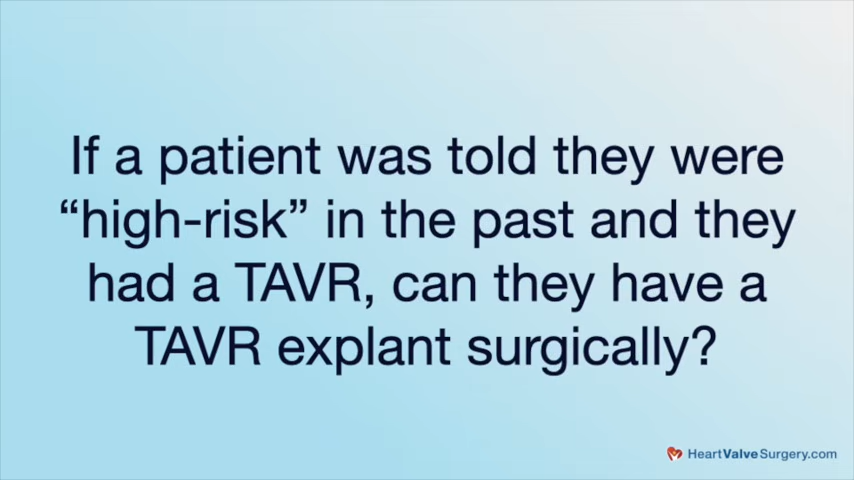 If a patient was told they were
“high-risk” in the past and they
had a TAVR, can they have a
TAVR explant surgically?
HeartValveSurgery.com